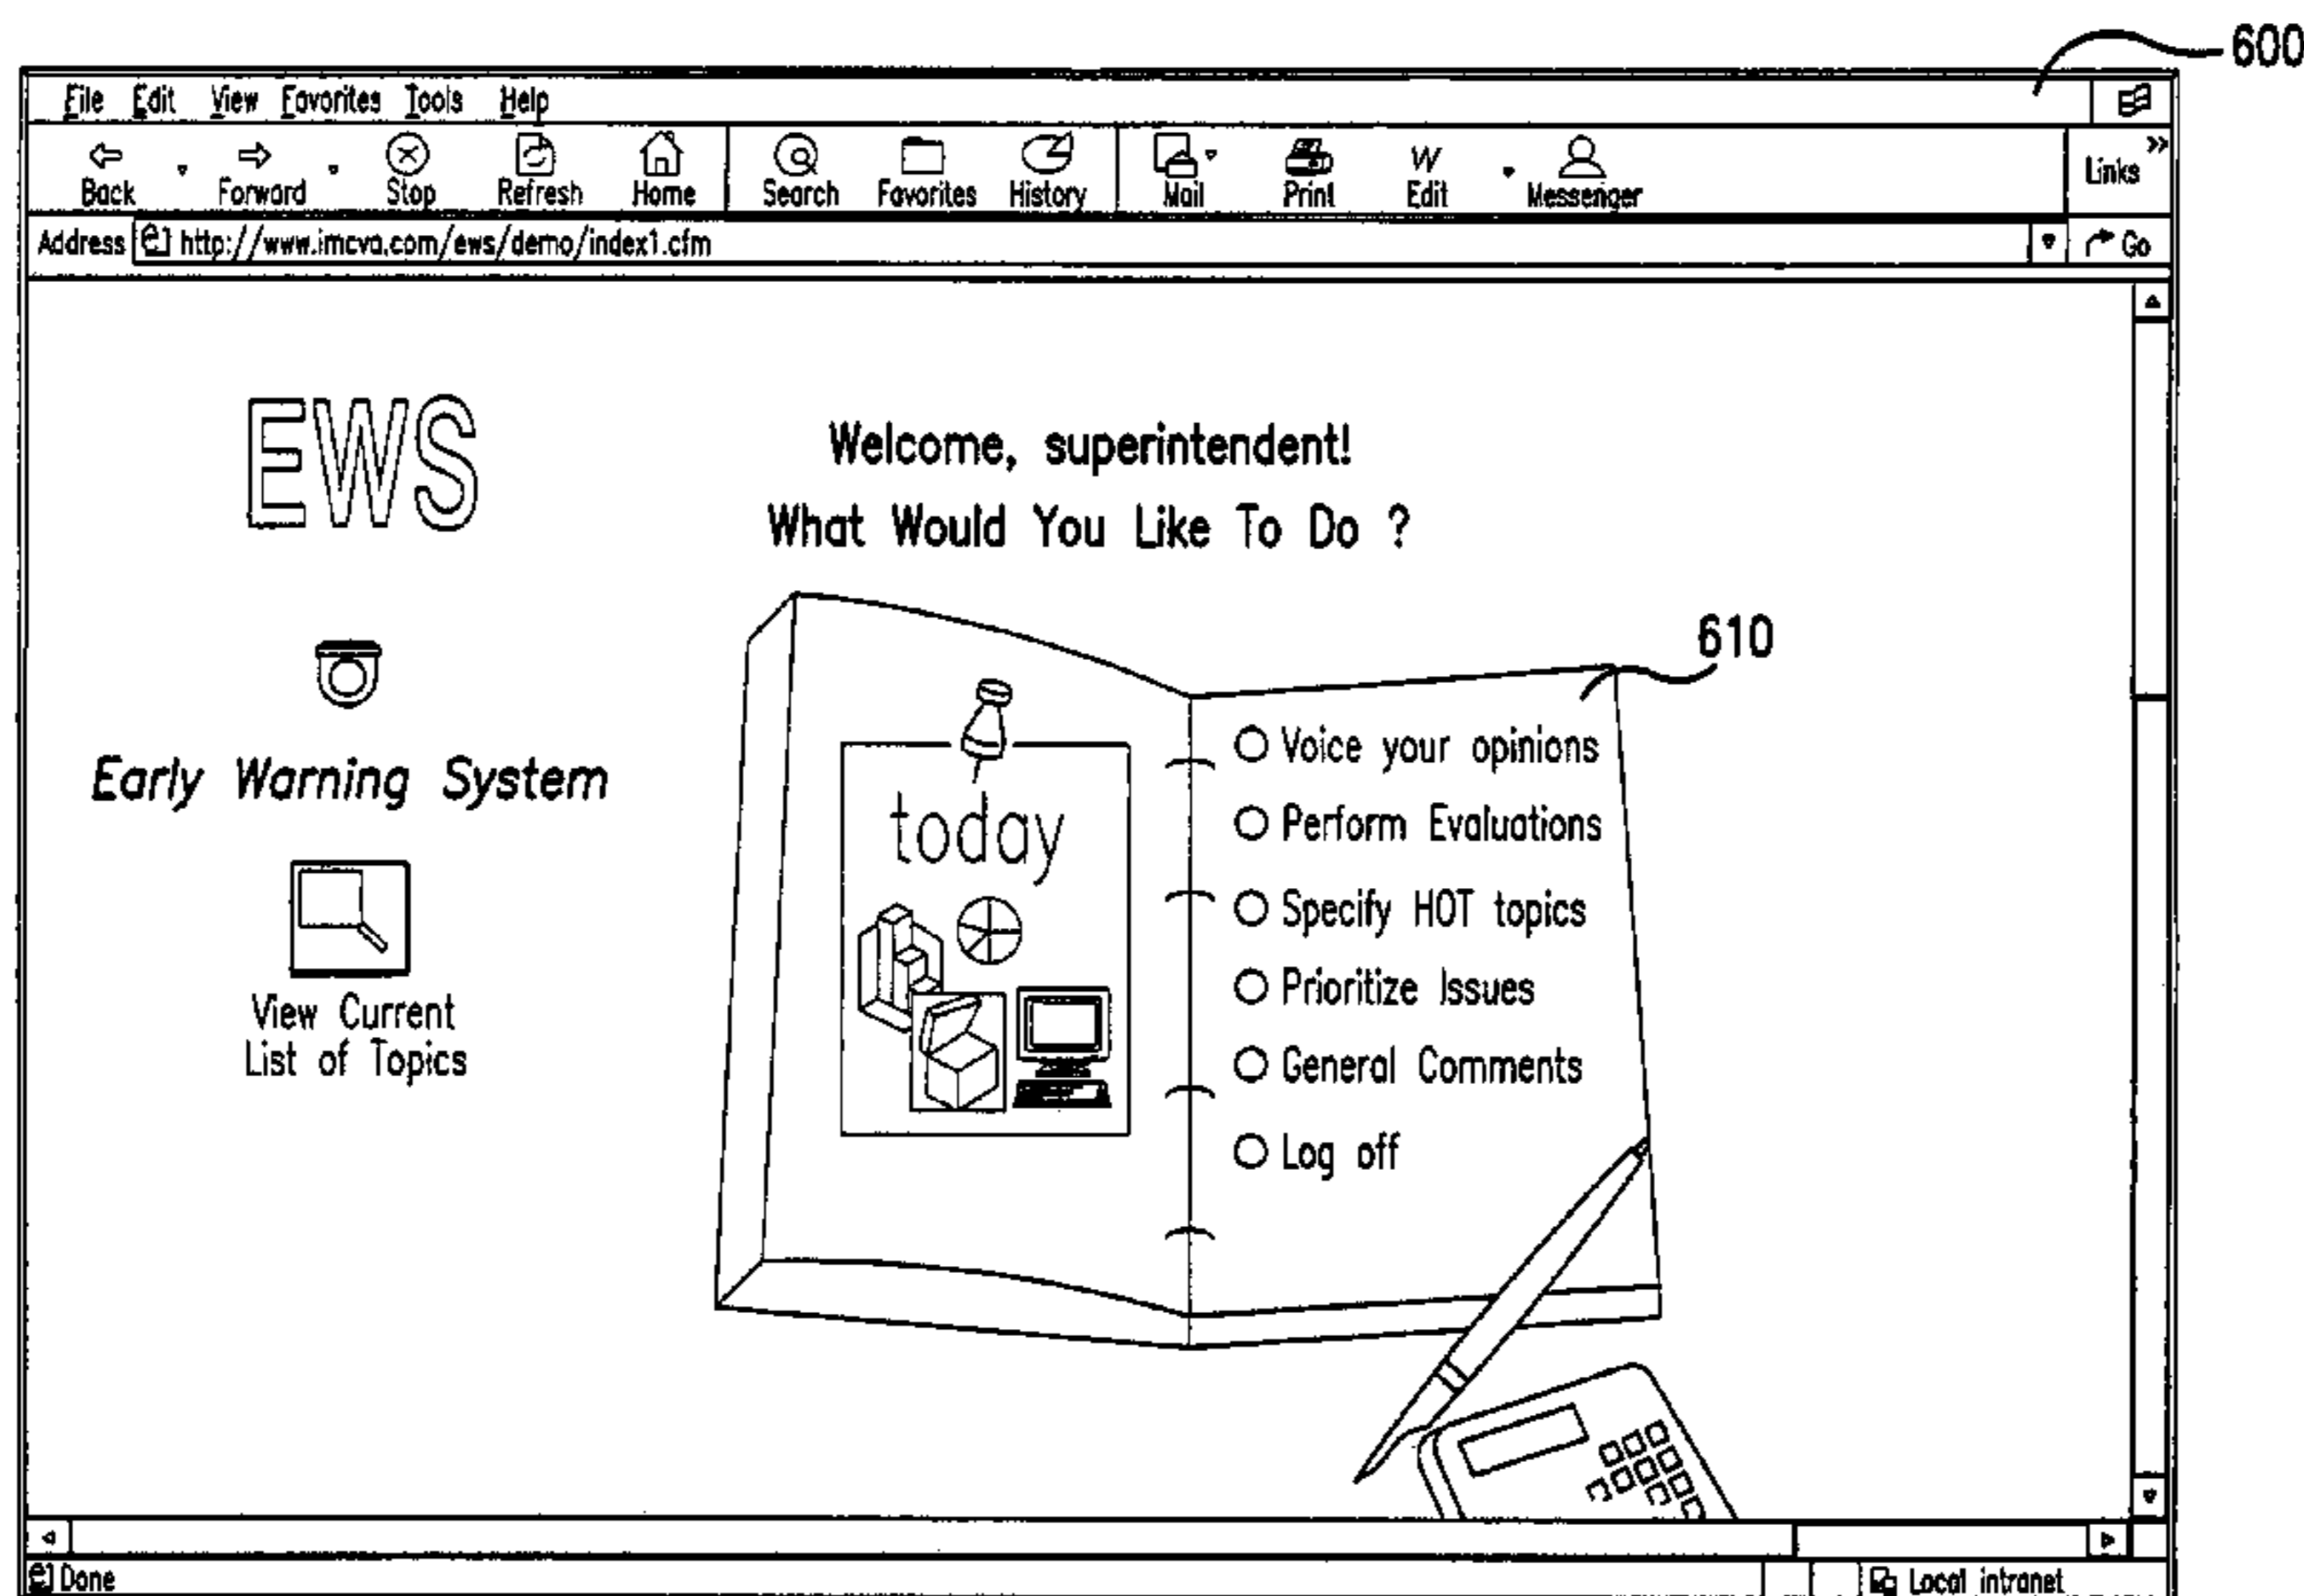 600
File Edit View Favorites Tools Help
Back Forward Stop Refresh Home Search Favorites History Mail Print Edit Messenger Links »
Address http://www.imcva.com/ews/demo/index1.cfm Go
EWS
Early Warning System
View Current
List of Topics
Welcome, superintendent!
What Would You Like To Do ?
610
today
Voice your opinions
Perform Evaluations
Specify HOT topics
Prioritize Issues
General Comments
Log off
Done Local intranet